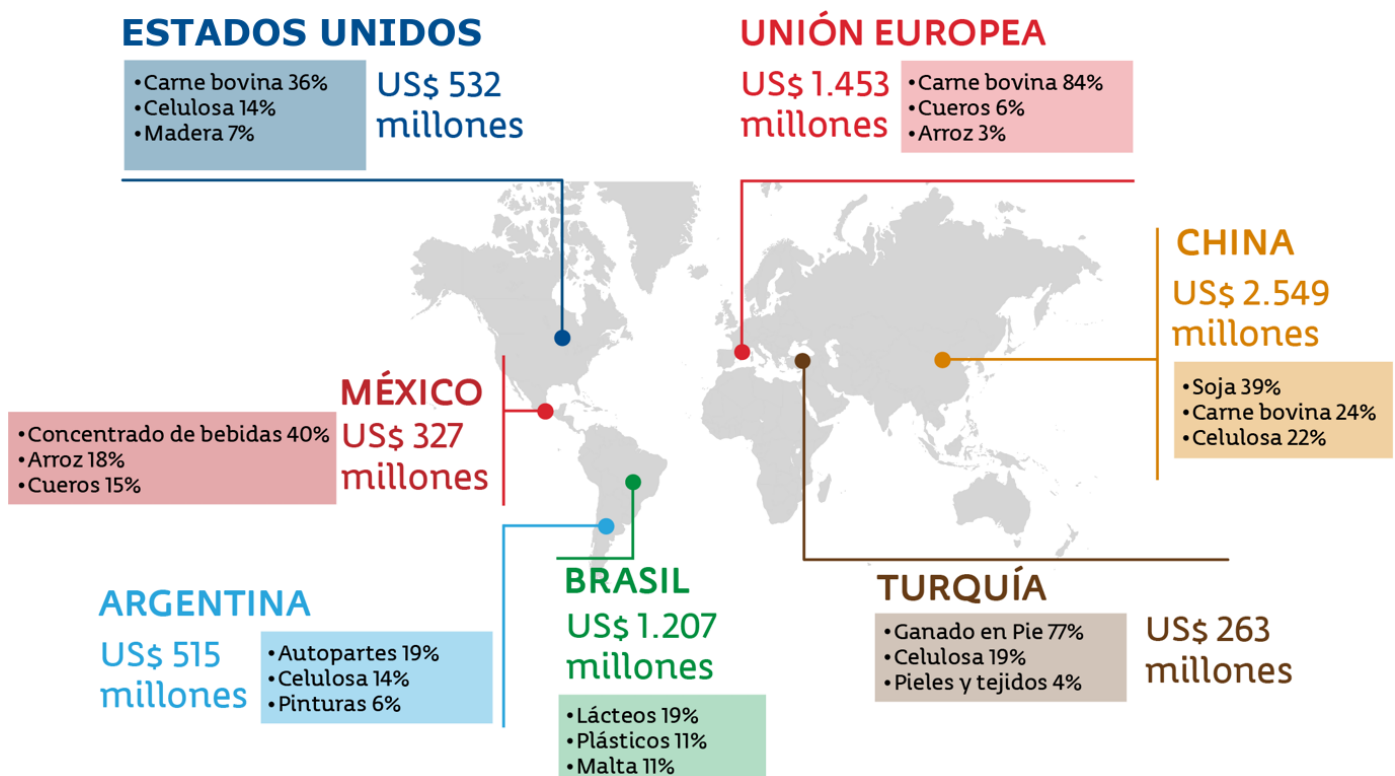 ESTADOS UNIDOS
•Carne bovina 36%
•Celulosa 14%
•Madera 7%
US$ 532
millones
UNIÓN EUROPEA
US$ 1.453
millones
•Carne bovina 84%
•Cueros 6%
•Arroz 3%
CHINA
US$ 2.549
millones
•Soja 39%
•Carne bovina 24%
•Celulosa 22%
MÉXICO
US$ 327
millones
•Concentrado de bebidas 40%
•Arroz 18%
•Cueros 15%
ARGENTINA
US$ 515
millones
•Autopartes 19%
•Celulosa 14%
•Pinturas 6%
BRASIL
US$ 1.207
millones
•Lácteos 19%
•Plásticos 11%
•Malta 11%
TURQUÍA
•Ganado en Pie 77%
•Celulosa 19%
•Pieles y tejidos 4%
US$ 263
millones